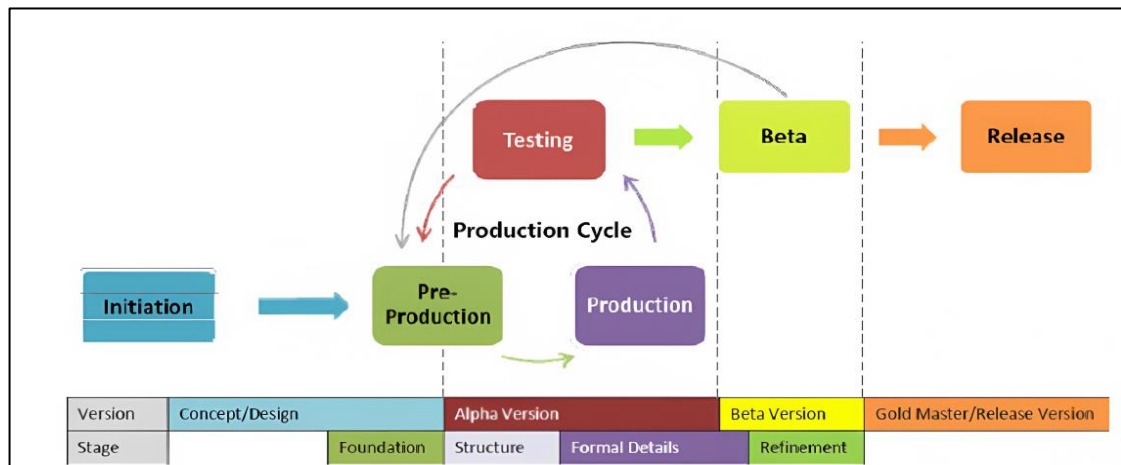 Testing
Beta
Release
Production Cycle
Initiation
Pre-
Production
Production
Version
Concept/Design
Alpha Version
Beta Version
Gold Master/Release Version
Stage
Foundation
Structure
Formal Details
Refinement